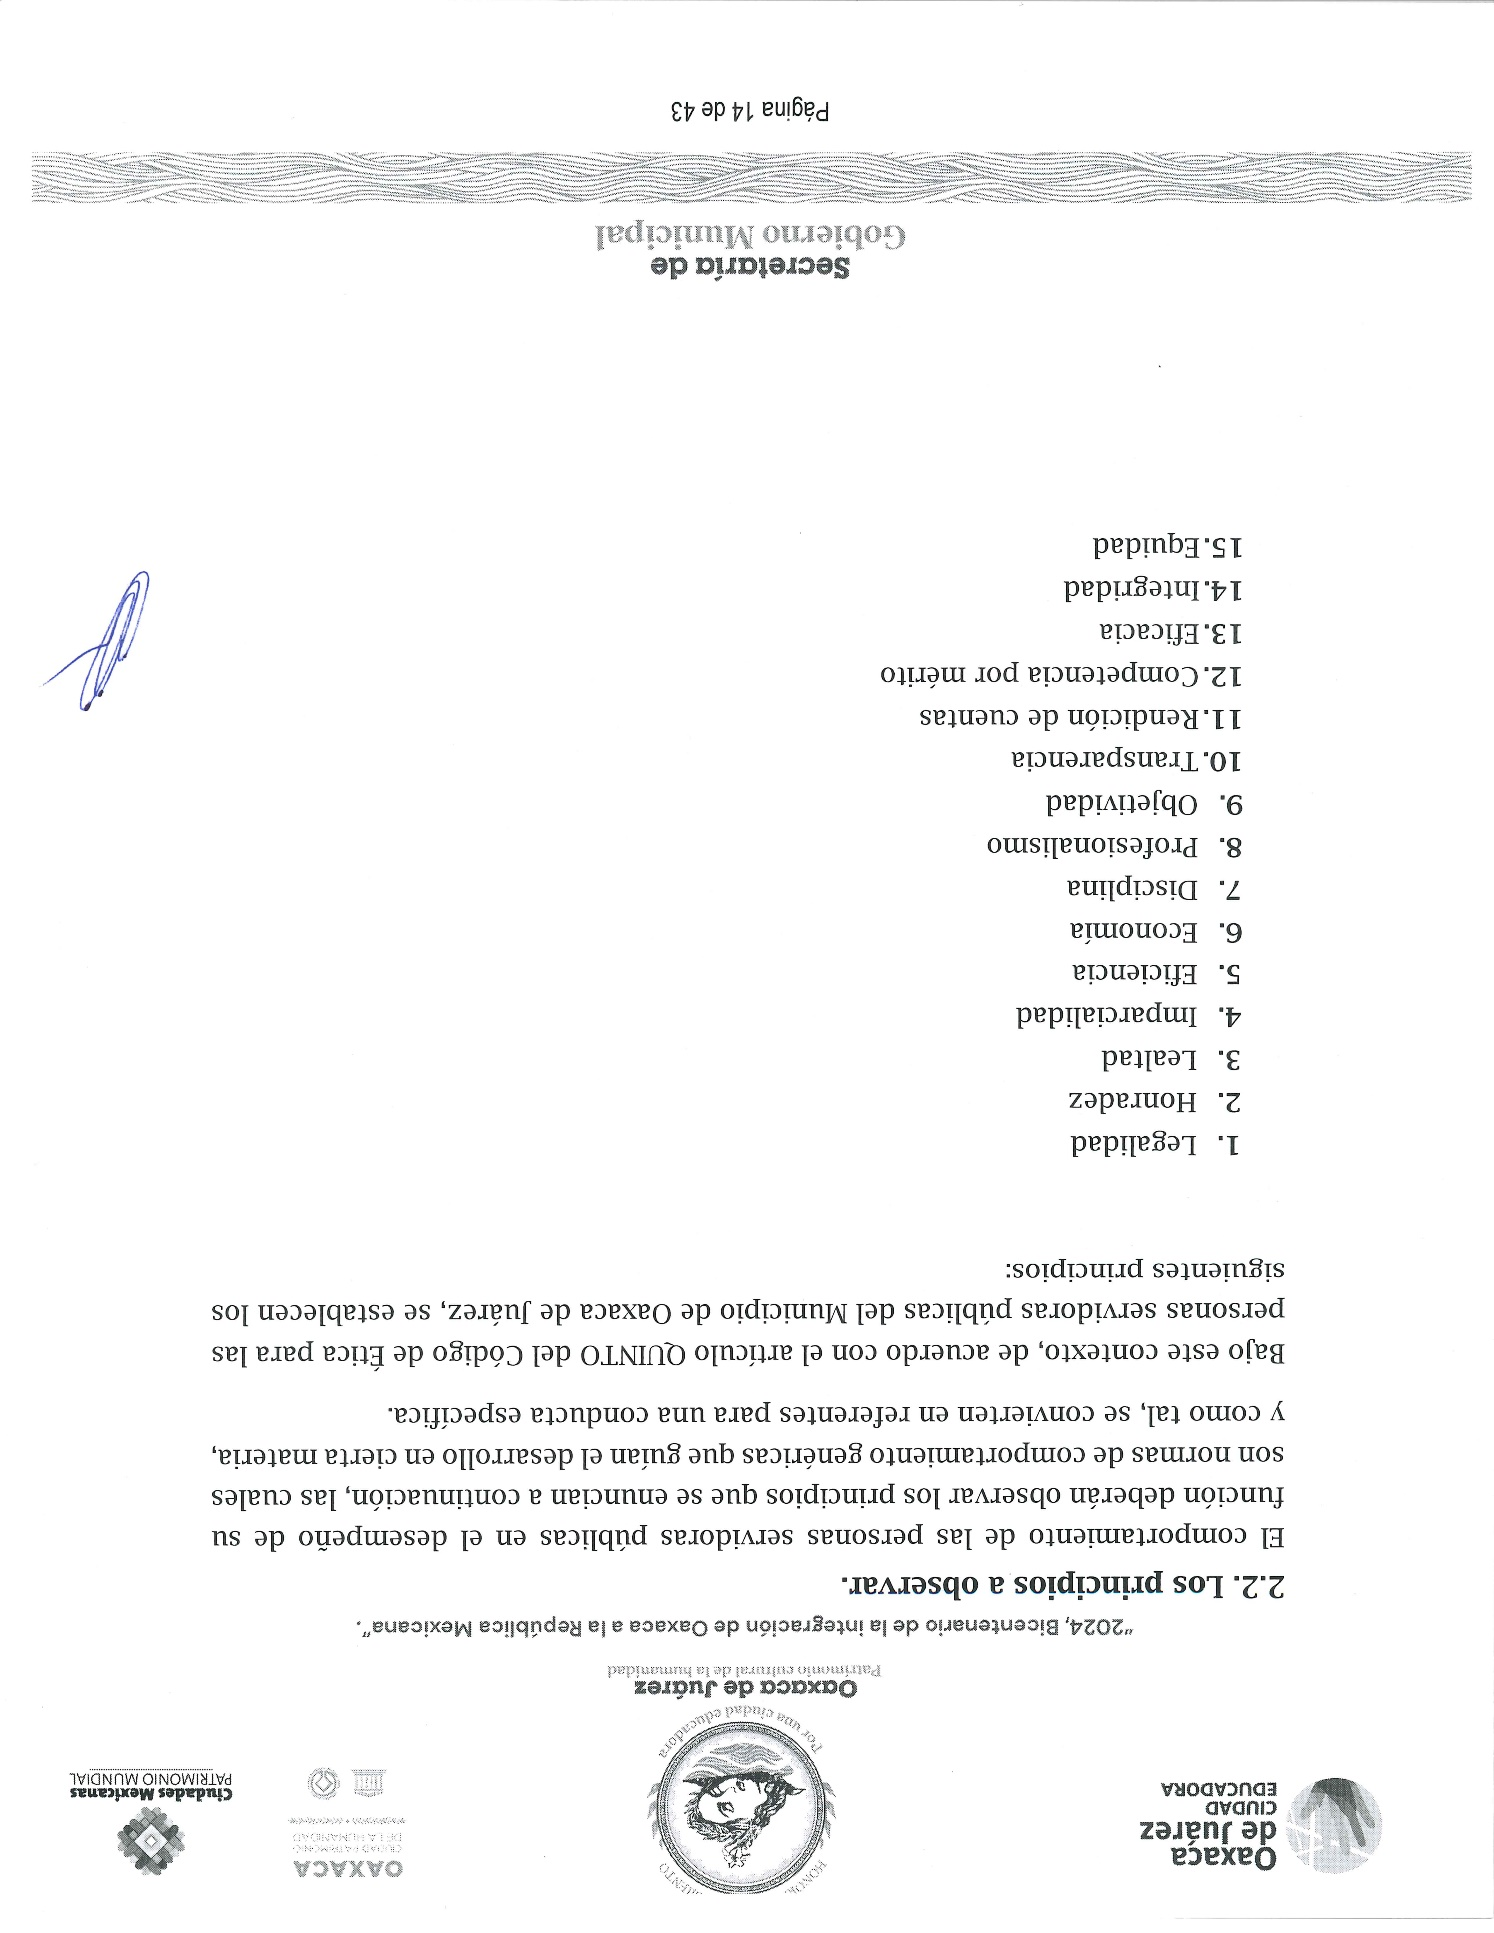 Oaxaca
de Juárez
CIUDAD
EDUCADORA
Por una ciudad educadora
Oaxaca de Juárez
Patrimonio cultural de la humanidad
OAXACA
CIUDAD PATRIMONIO
DE LA HUMANIDAD
Ciudades Mexicanas
PATRIMONIO MUNDIAL
"2024, Bicentenario de la integración de Oaxaca a la República Mexicana".
2.2. Los principios a observar.
El comportamiento de las personas servidoras públicas en el desempeño de su
función deberán observar los principios que se enuncian a continuación, las cuales
son normas de comportamiento genéricas que guían el desarrollo en cierta materia,
y como tal, se convierten en referentes para una conducta específica.
Bajo este contexto, de acuerdo con el artículo QUINTO del Código de Ética para las
personas servidoras públicas del Municipio de Oaxaca de Juárez, se establecen los
siguientes principios:
1. Legalidad
2. Honradez
3. Lealtad
4. Imparcialidad
5. Eficiencia
6. Economía
7. Disciplina
8. Profesionalismo
9. Objetividad
10. Transparencia
11. Rendición de cuentas
12. Competencia por mérito
13. Eficacia
14. Integridad
15. Equidad
Secretaría de
Gobierno Municipal
Página 14 de 43